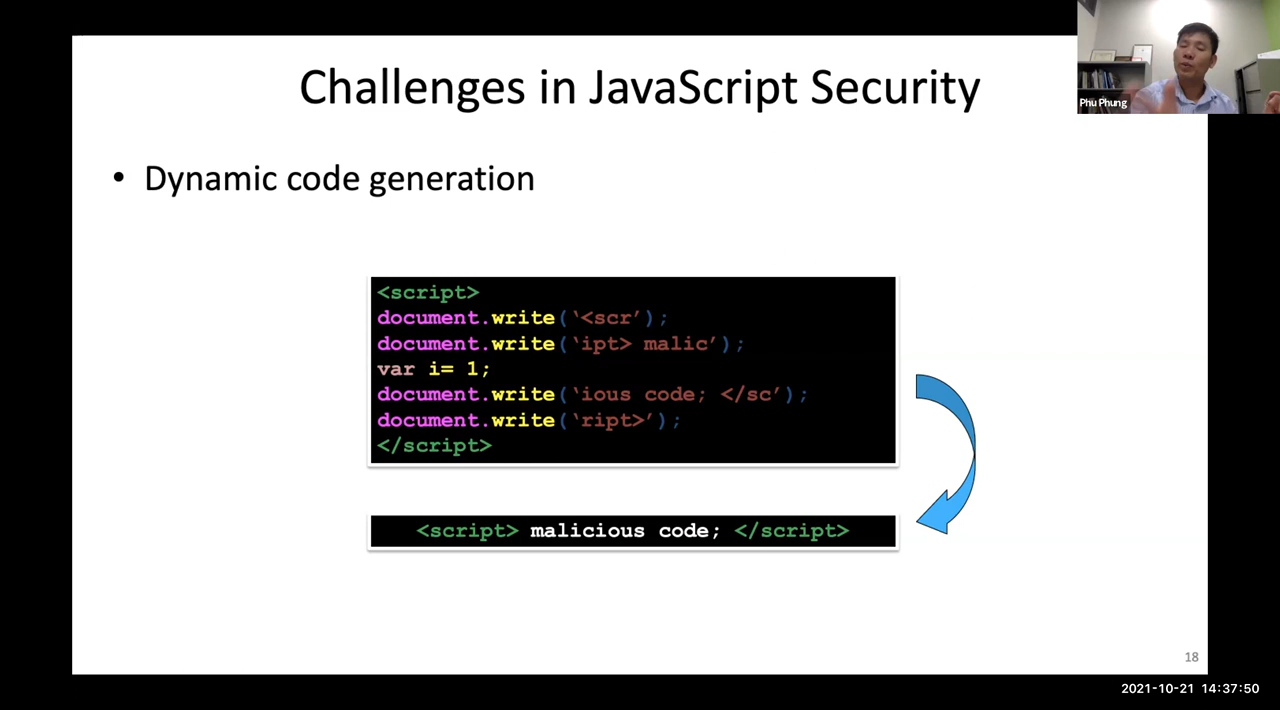 Challenges in JavaScript Security
Phu Phung
• Dynamic code generation
<script>
document.write(‘<scr’);
document.write(‘ipt> malic’);
var i= 1;
document.write(‘ious code; </sc’);
document.write(‘ript>’);
</script>
<script> malicious code; </script>
18
2021-10-21 14:37:50